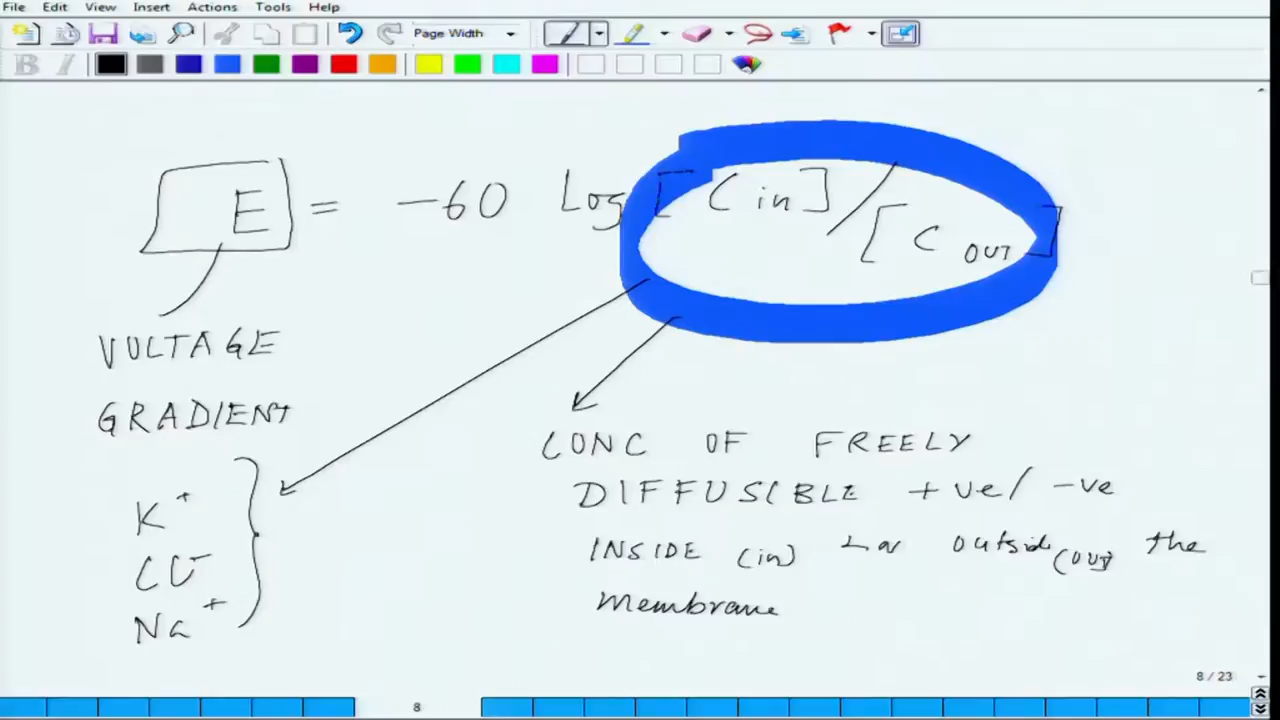 File Edit View Insert Actions Tools Help
Page Width
B I
E = -60 Log [C in] / [C OUT]
VOLTAGE
GRADIENT
K+
Cl-
Na+
CONC OF FREELY
DIFFUSIBLE +ve/ -ve
INSIDE (in) outside (OUT) the
membrane
8 / 23
8